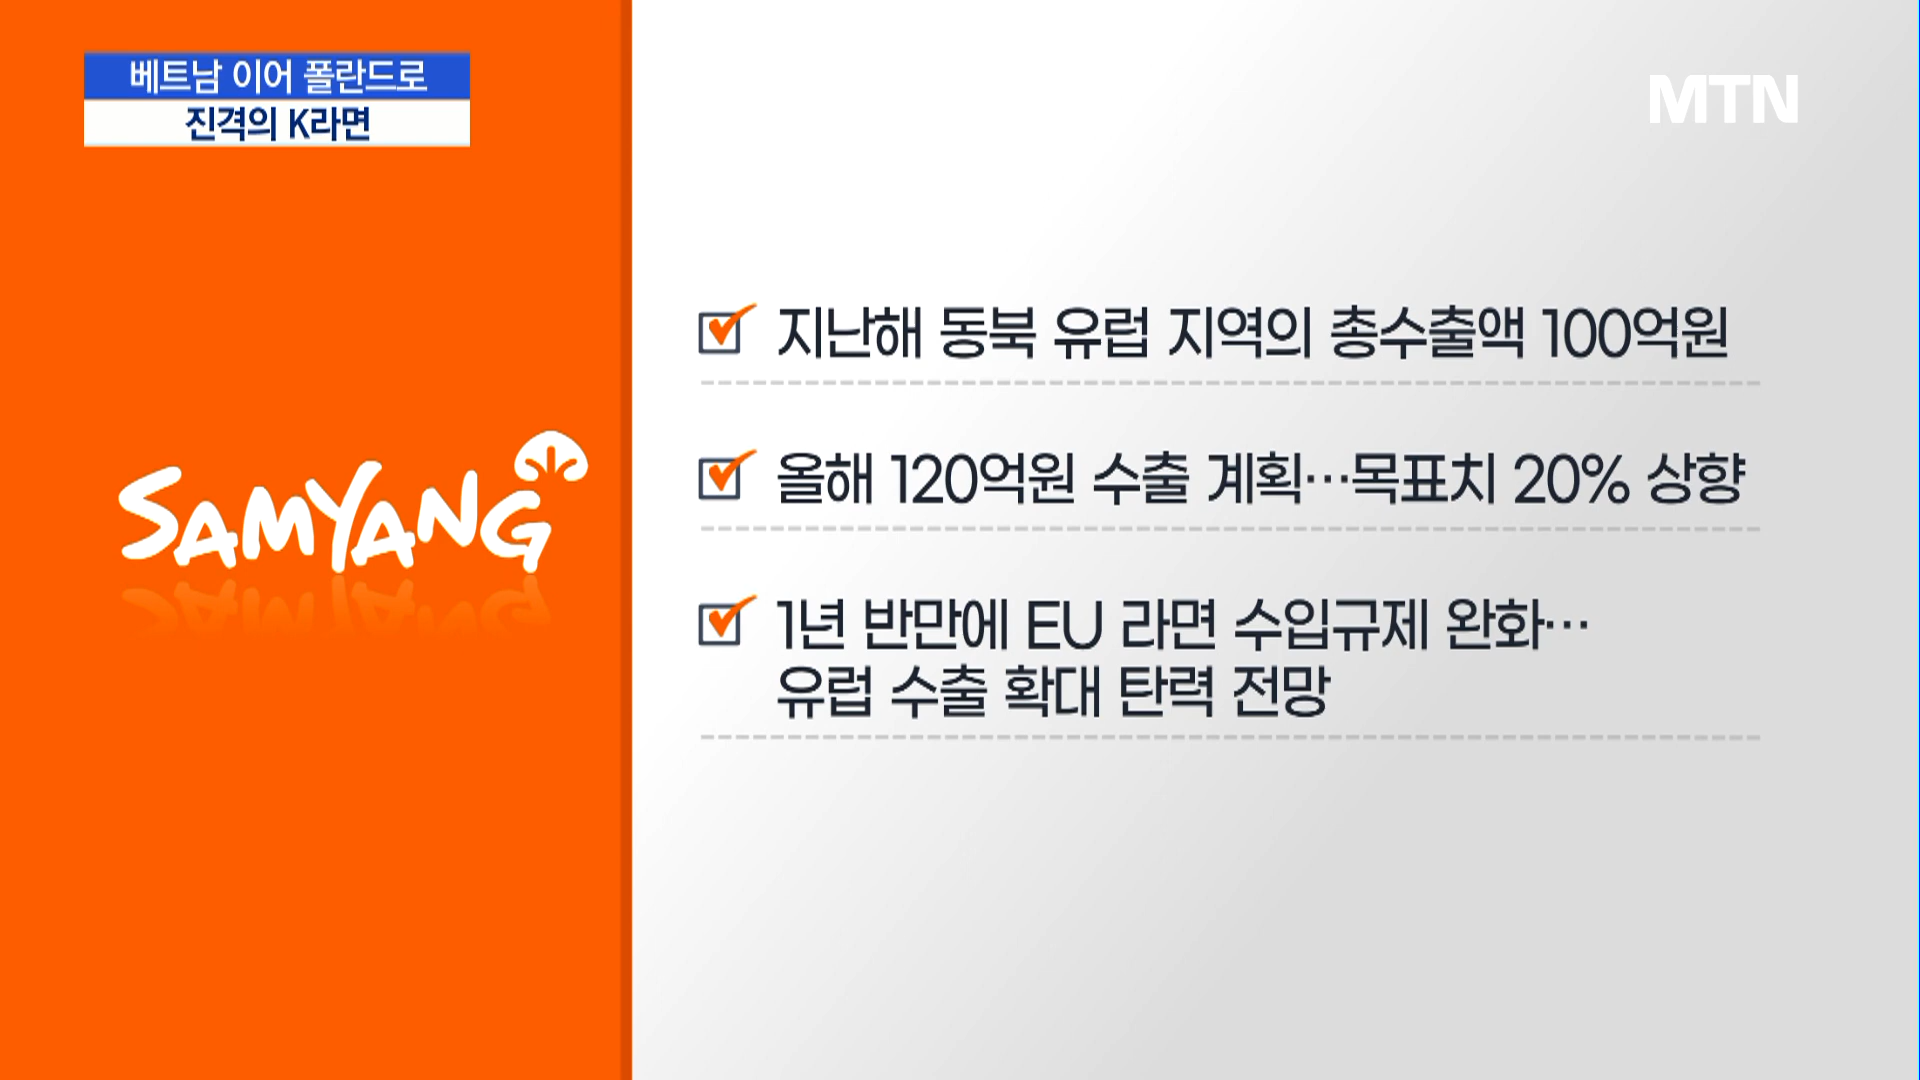 베트남 이어 폴란드로
진격의 K라면
MTN
SAMYANG
지난해 동북 유럽 지역의 총수출액 100억원
올해 120억원 수출 계획…목표치 20% 상향
1년 반만에 EU 라면 수입규제 완화…
유럽 수출 확대 탄력 전망